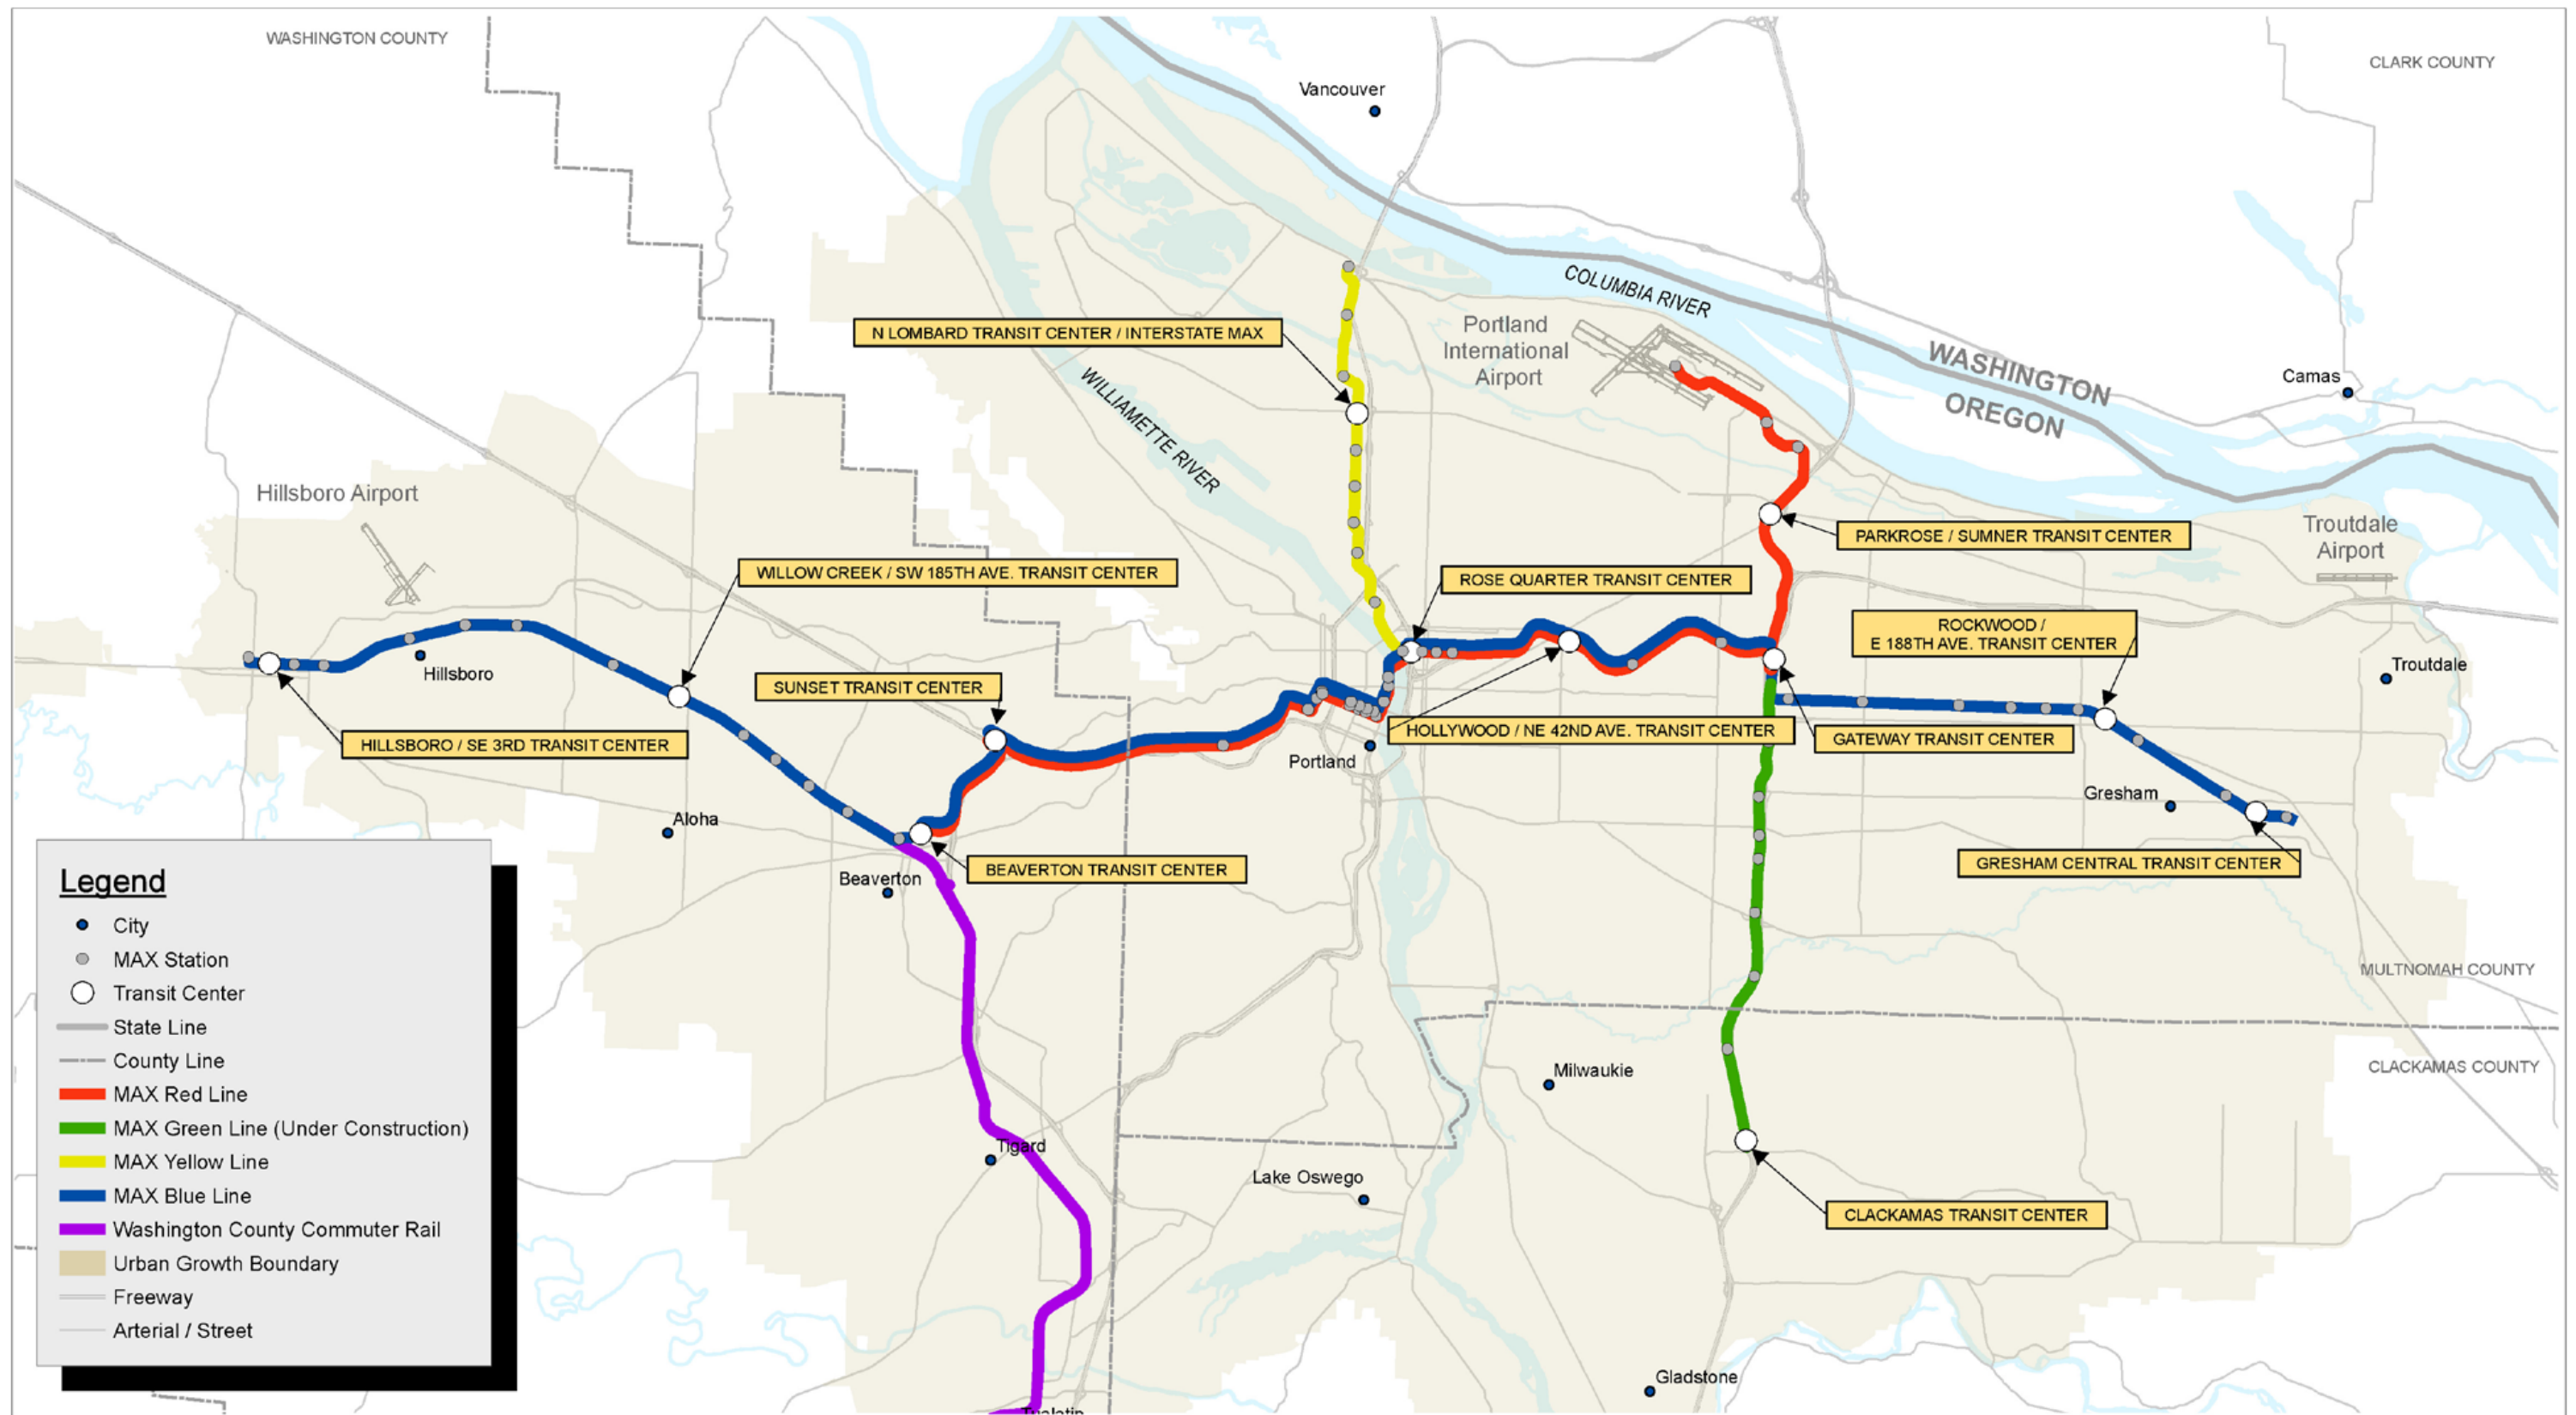 WASHINGTON COUNTY
CLARK COUNTY
Vancouver
COLUMBIA RIVER
N LOMBARD TRANSIT CENTER / INTERSTATE MAX
Portland
International
Airport
WASHINGTON
OREGON
Camas
WILLIAMETTE RIVER
Hillsboro Airport
Troutdale
Airport
PARKROSE / SUMNER TRANSIT CENTER
WILLOW CREEK / SW 185TH AVE. TRANSIT CENTER
ROSE QUARTER TRANSIT CENTER
ROCKWOOD /
E 188TH AVE. TRANSIT CENTER
Hillsboro
Troutdale
SUNSET TRANSIT CENTER
HILLSBORO / SE 3RD TRANSIT CENTER
HOLLYWOOD / NE 42ND AVE. TRANSIT CENTER
GATEWAY TRANSIT CENTER
Portland
Gresham
Aloha
GRESHAM CENTRAL TRANSIT CENTER
BEAVERTON TRANSIT CENTER
Beaverton
MULTNOMAH COUNTY
CLACKAMAS COUNTY
Milwaukie
Tigard
Lake Oswego
CLACKAMAS TRANSIT CENTER
Gladstone
Tualatin
Legend
City
MAX Station
Transit Center
State Line
County Line
MAX Red Line
MAX Green Line (Under Construction)
MAX Yellow Line
MAX Blue Line
Washington County Commuter Rail
Urban Growth Boundary
Freeway
Arterial / Street